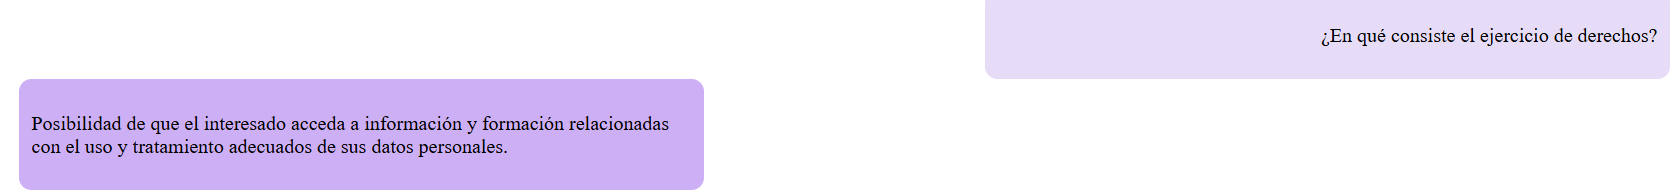 ¿En qué consiste el ejercicio de derechos?
Posibilidad de que el interesado acceda a información y formación relacionadas
con el uso y tratamiento adecuados de sus datos personales.